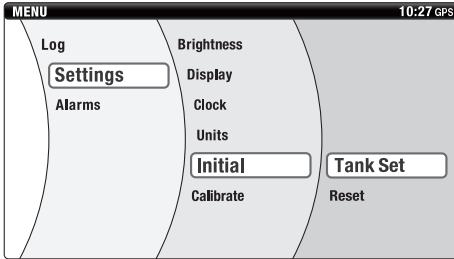 MENU 10:27 GPS
Log
Settings
Alarms
Brightness
Display
Clock
Units
Initial
Calibrate
Tank Set
Reset